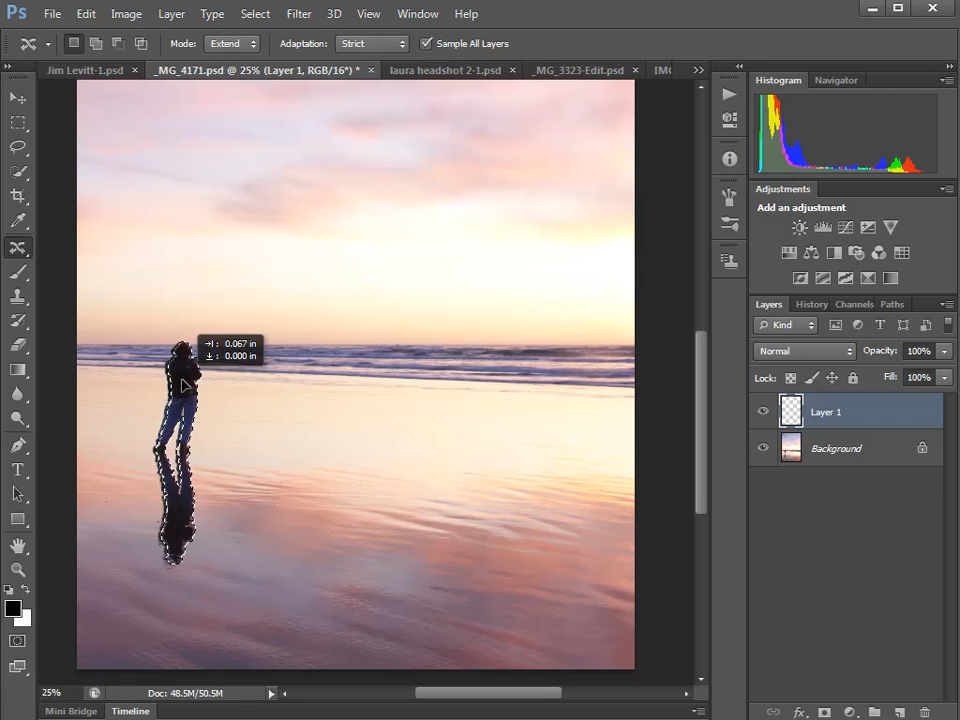 Ps File Edit Image Layer Type Select Filter 3D View Window Help
Mode: Extend Adaptation: Strict Sample All Layers
Jim Levitt-1.psd × _MG_4171.psd @ 25% (Layer 1, RGB/16*) * × laura headshot 2-1.psd × _MG_3323-Edit.psd × IMG
Histogram Navigator
Adjustments
Add an adjustment
Layers History Channels Paths
Kind T
Normal Opacity: 100%
Lock: Fill: 100%
Layer 1
Background
→|: 0.067 in
0.000 in
T
25% Doc: 48.5M/50.5M
Mini Bridge Timeline
fx